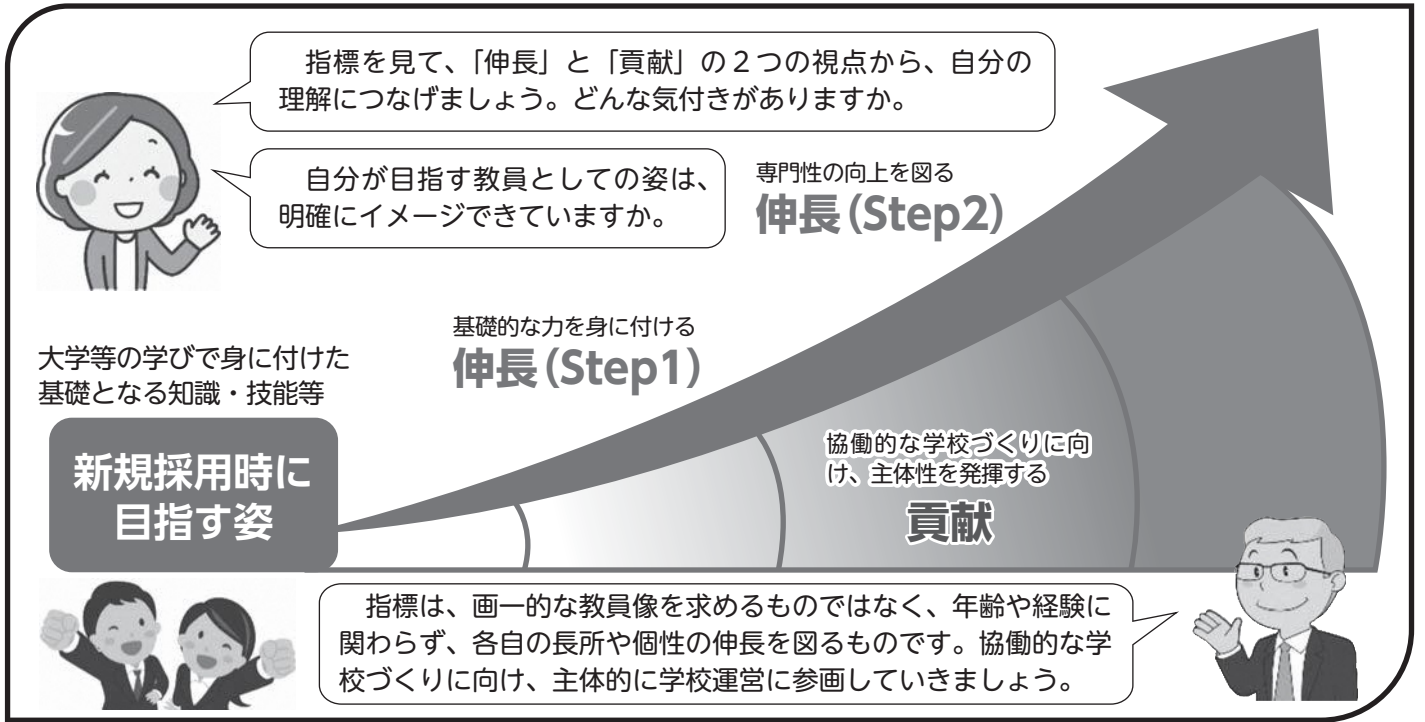 指標を見て、「伸長」と「貢献」の2つの視点から、自分の
理解につなげましょう。どんな気付きがありますか。
自分が目指す教員としての姿は、
明確にイメージできていますか。
専門性の向上を図る
伸長(Step2)
基礎的な力を身に付ける
伸長(Step1)
大学等の学びで身に付けた
基礎となる知識・技能等
新規採用時に
目指す姿
協働的な学校づくりに向
け、主体性を発揮する
貢献
指標は、画一的な教員像を求めるものではなく、年齢や経験に
関わらず、各自の長所や個性の伸長を図るものです。協働的な学
校づくりに向け、主体的に学校運営に参画していきましょう。